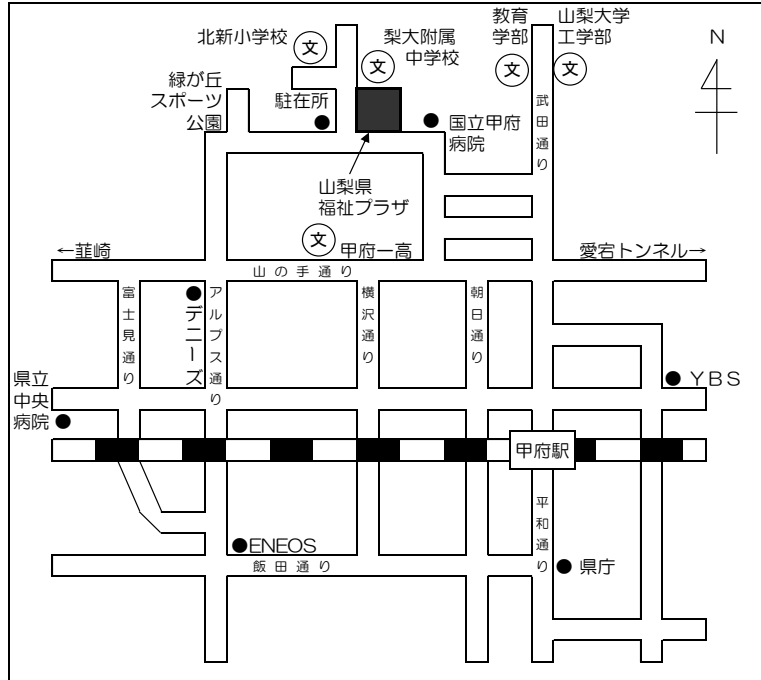 北新小学校
文
梨大附属
中学校
文
教育
学部
文
山梨大学
工学部
文
N
緑が丘
スポーツ
公園
駐在所
国立甲府
病院
武田通り
山梨県
福祉プラザ
文
甲府一高
←韮崎
愛宕トンネル→
山の手通り
富士見通り
デニーズ
アルプス通り
横沢通り
朝日通り
県立
中央
病院
YBS
甲府駅
平和通り
ENEOS
飯田通り
県庁